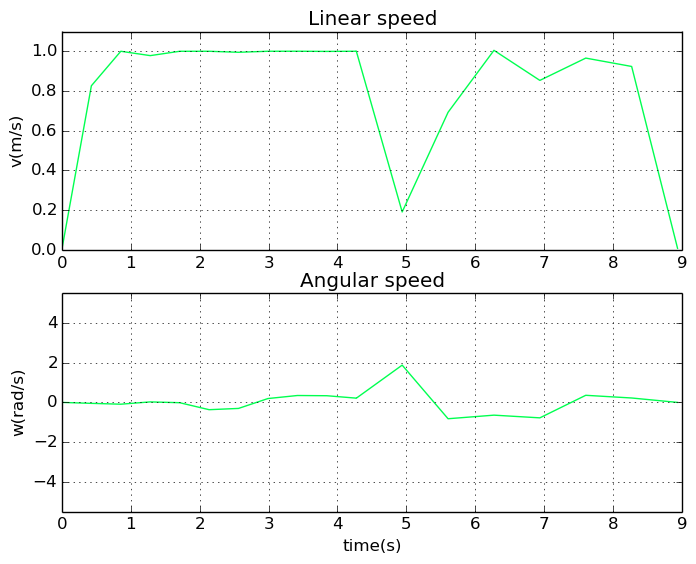 Linear speed
1.0
0.8
0.6
0.4
0.2
0.0
v(m/s)
0 1 2 3 4 5 6 7 8 9
Angular speed
4
2
0
−2
−4
w(rad/s)
0 1 2 3 4 5 6 7 8 9
time(s)